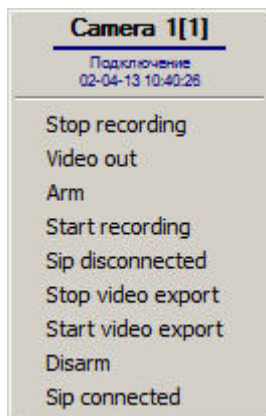 Camera 1[1]
Подключение
02-04-13 10:40:26
Stop recording
Video out
Arm
Start recording
Sip disconnected
Stop video export
Start video export
Disarm
Sip connected